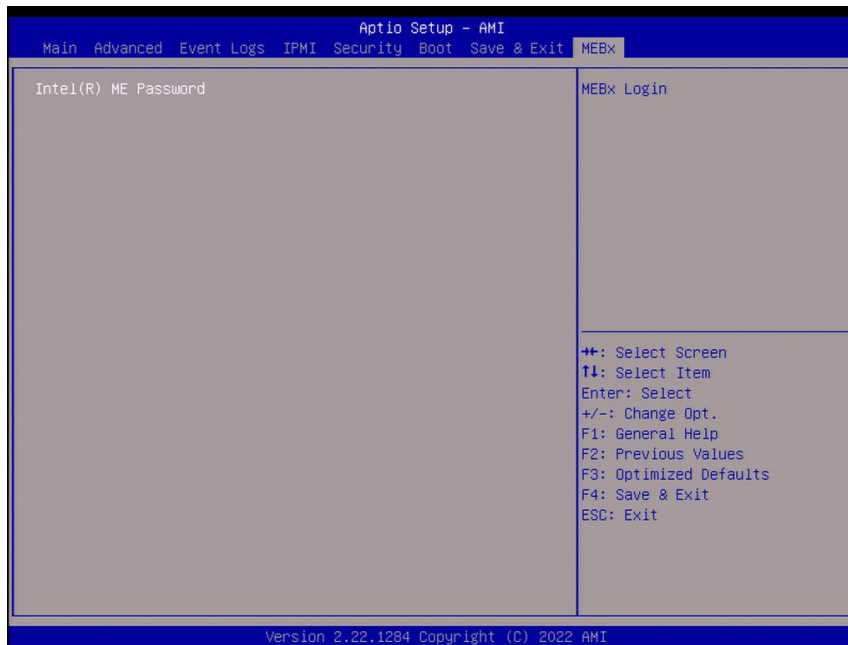 Aptio Setup - AMI
Main Advanced Event Logs IPMI Security Boot Save & Exit MEBx
Intel(R) ME Password
MEBx Login
→←: Select Screen
↑↓: Select Item
Enter: Select
+/-: Change Opt.
F1: General Help
F2: Previous Values
F3: Optimized Defaults
F4: Save & Exit
ESC: Exit
Version 2.22.1284 Copyright (C) 2022 AMI